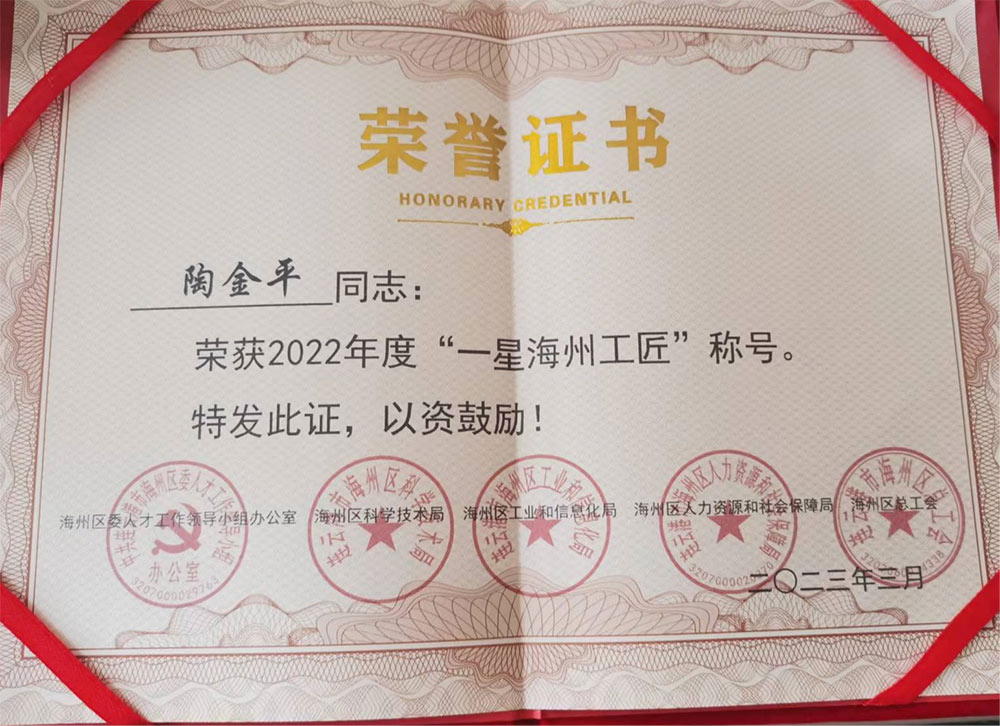 荣誉证书
HONORARY CREDENTIAL
陶金平同志：
荣获2022年度“一星海州工匠”称号。
特发此证，以资鼓励！
海州区委人才工作领导小组办公室 海州区科学技术局 海州区工业和信息化局 海州区人力资源和社会保障局 海州区总工会
办公室
3207000029763
二〇二三年三月